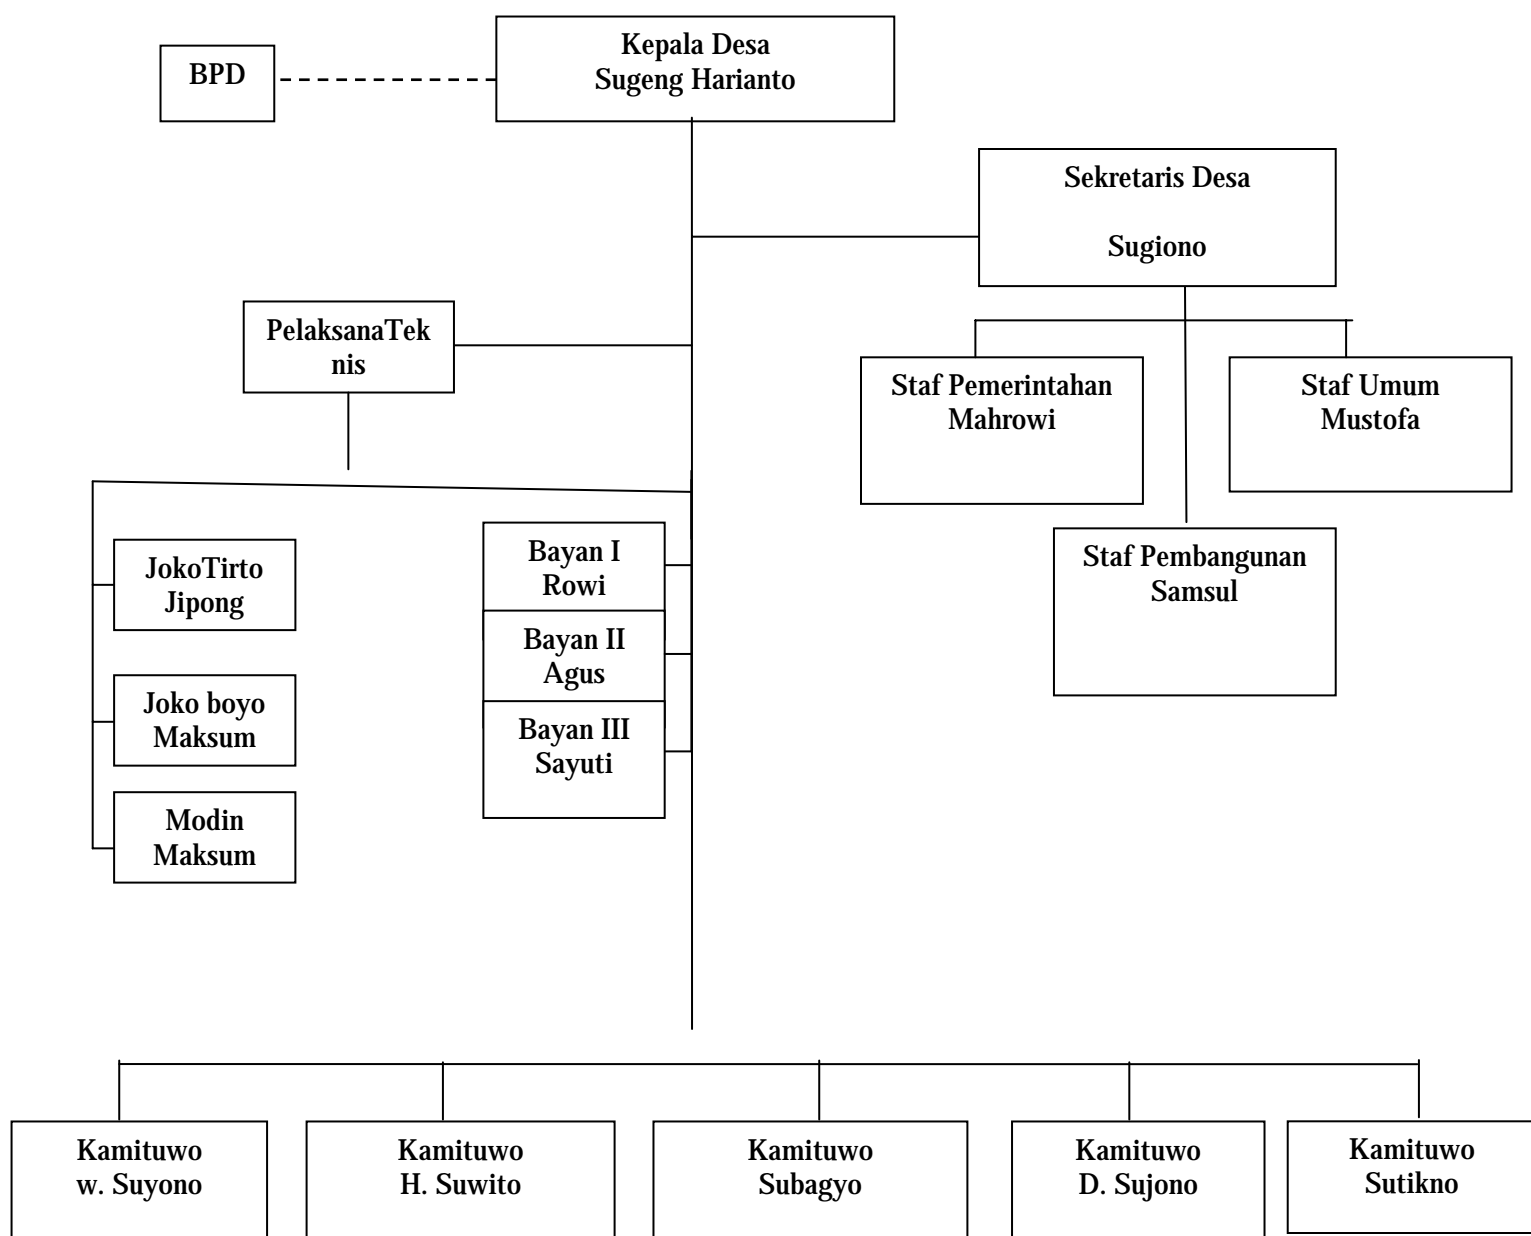 BPD
Kepala Desa
Sugeng Harianto
Sekretaris Desa
Sugiono
PelaksanaTek
nis
Staf Pemerintahan
Mahrowi
Staf Umum
Mustofa
Staf Pembangunan
Samsul
JokoTirto
Jipong
Joko boyo
Maksum
Modin
Maksum
Bayan I
Rowi
Bayan II
Agus
Bayan III
Sayuti
Kamituwo
w. Suyono
Kamituwo
H. Suwito
Kamituwo
Subagyo
Kamituwo
D. Sujono
Kamituwo
Sutikno